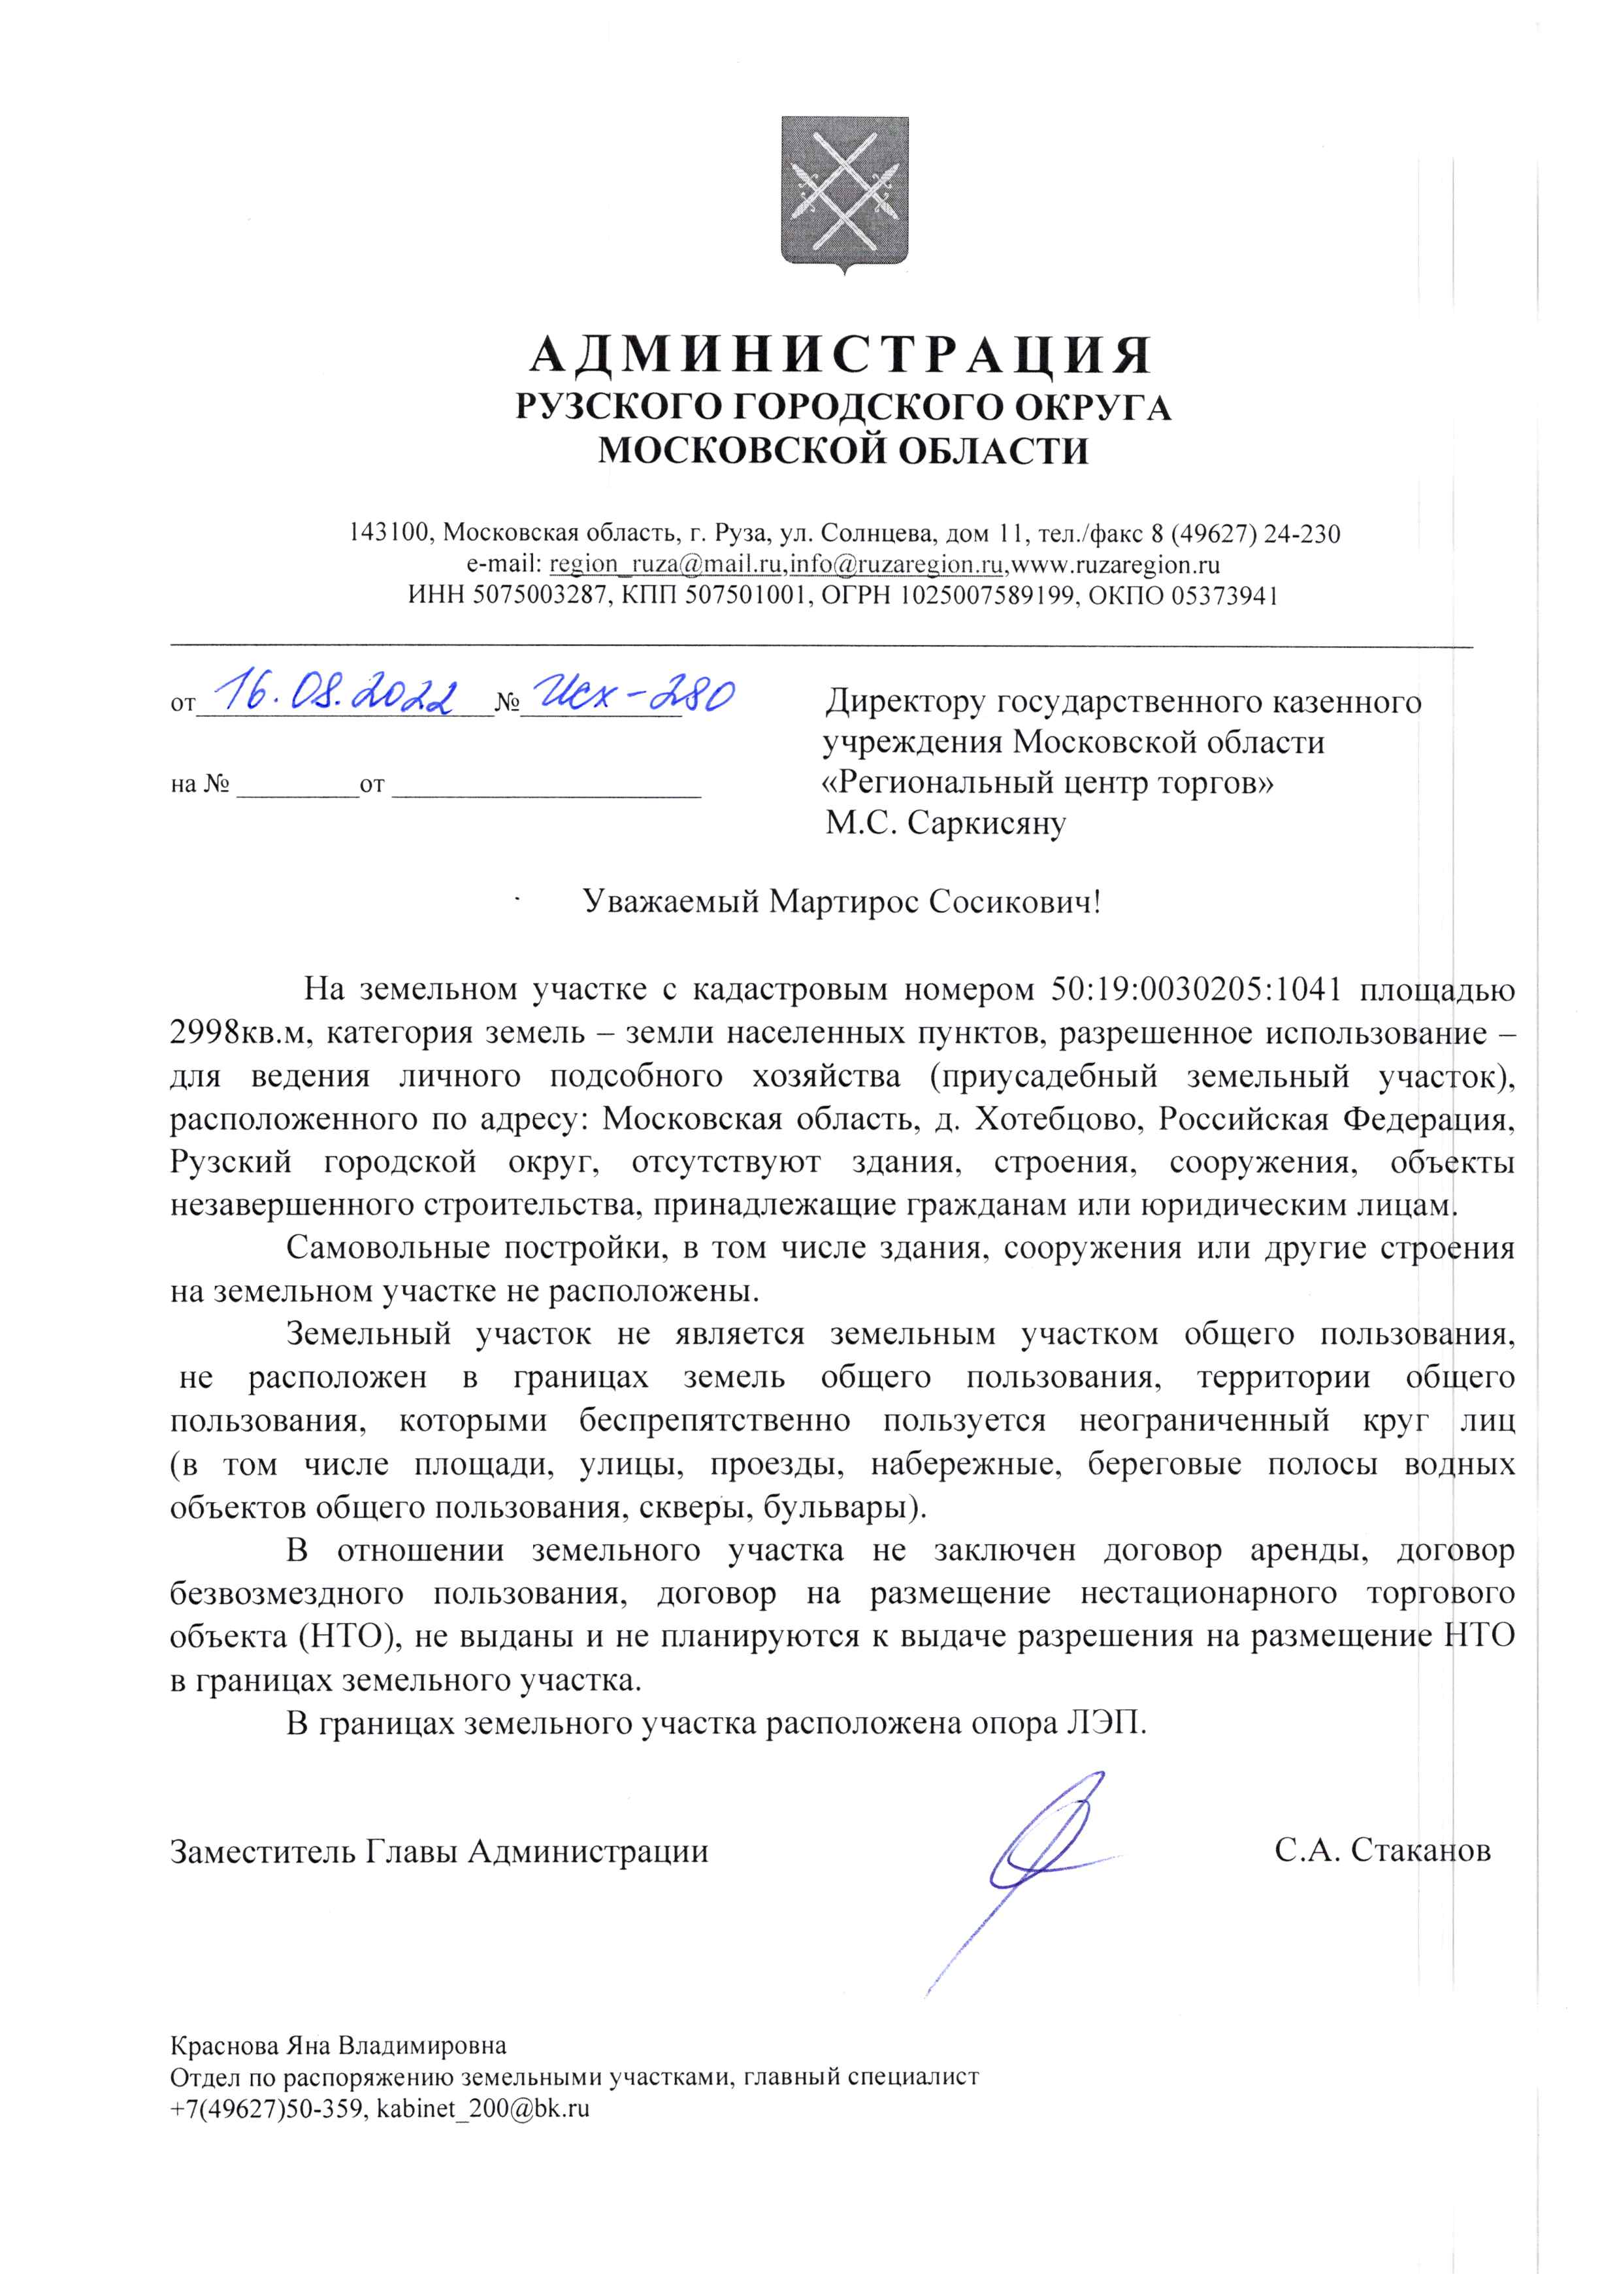 АДМИНИСТРАЦИЯ
РУЗСКОГО ГОРОДСКОГО ОКРУГА
МОСКОВСКОЙ ОБЛАСТИ
143100, Московская область, г. Руза, ул. Солнцева, дом 11, тел./факс 8 (49627) 24-230
e-mail: region_ruza@mail.ru,info@ruzaregion.ru,www.ruzaregion.ru
ИНН 5075003287, КПП 507501001, ОГРН 1025007589199, ОКПО 05373941
от 16.08.2022 № Исх-280
на № __________от ______________________
Директору государственного казенного
учреждения Московской области
«Региональный центр торгов»
М.С. Саркисяну
Уважаемый Мартирос Сосикович!
На земельном участке с кадастровым номером 50:19:0030205:1041 площадью
2998кв.м, категория земель – земли населенных пунктов, разрешенное использование –
для ведения личного подсобного хозяйства (приусадебный земельный участок),
расположенного по адресу: Московская область, д. Хотебцово, Российская Федерация,
Рузский городской округ, отсутствуют здания, строения, сооружения, объекты
незавершенного строительства, принадлежащие гражданам или юридическим лицам.
Самовольные постройки, в том числе здания, сооружения или другие строения
на земельном участке не расположены.
Земельный участок не является земельным участком общего пользования,
не расположен в границах земель общего пользования, территории общего
пользования, которыми беспрепятственно пользуется неограниченный круг лиц
(в том числе площади, улицы, проезды, набережные, береговые полосы водных
объектов общего пользования, скверы, бульвары).
В отношении земельного участка не заключен договор аренды, договор
безвозмездного пользования, договор на размещение нестационарного торгового
объекта (НТО), не выданы и не планируются к выдаче разрешения на размещение НТО
в границах земельного участка.
В границах земельного участка расположена опора ЛЭП.
Заместитель Главы Администрации С.А. Стаканов
Краснова Яна Владимировна
Отдел по распоряжению земельными участками, главный специалист
+7(49627)50-359, kabinet_200@bk.ru